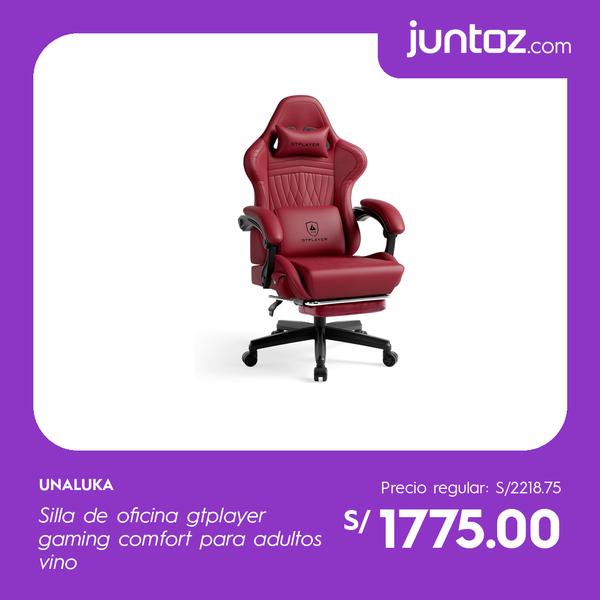 juntoz.com
GTPLAYER
GTPLAYER
UNALUKA
Silla de oficina gtplayer
gaming comfort para adultos
vino
Precio regular: S/2218.75
S/ 1775.00